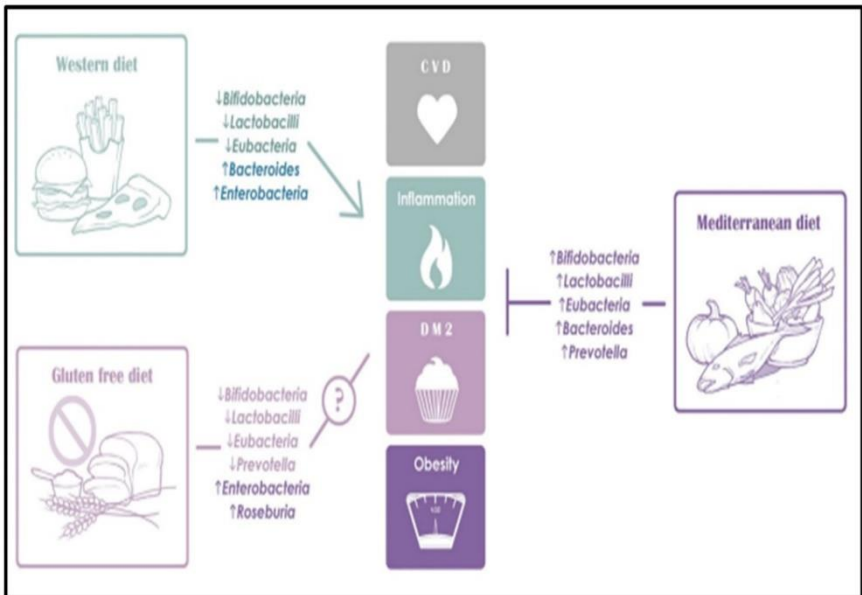 Western diet
↓Bifidobacteria
↓Lactobacilli
↓Eubacteria
↑Bacteroides
↑Enterobacteria
Gluten free diet
↓Bifidobacteria
↓Lactobacilli
↓Eubacteria
↓Prevotella
↑Enterobacteria
↑Roseburia
?
CVD
Inflammation
DM2
Obesity
↑Bifidobacteria
↑Lactobacilli
↑Eubacteria
↑Bacteroides
↑Prevotella
Mediterranean diet